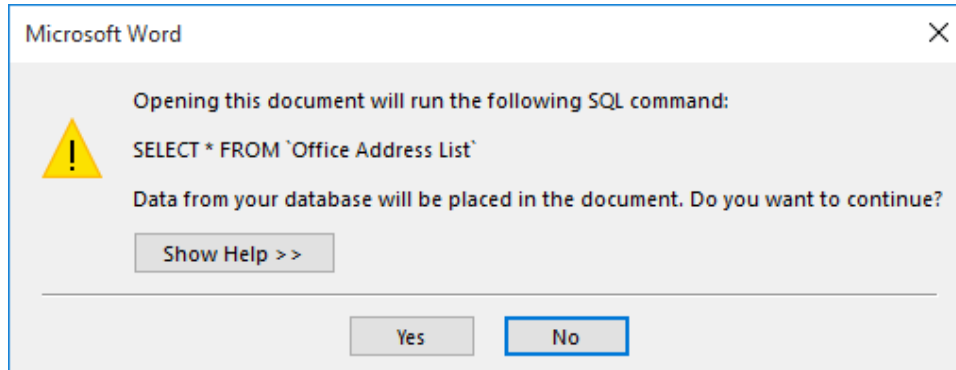 Microsoft Word
Opening this document will run the following SQL command:
SELECT * FROM `Office Address List`
Data from your database will be placed in the document. Do you want to continue?
Show Help >>
Yes
No